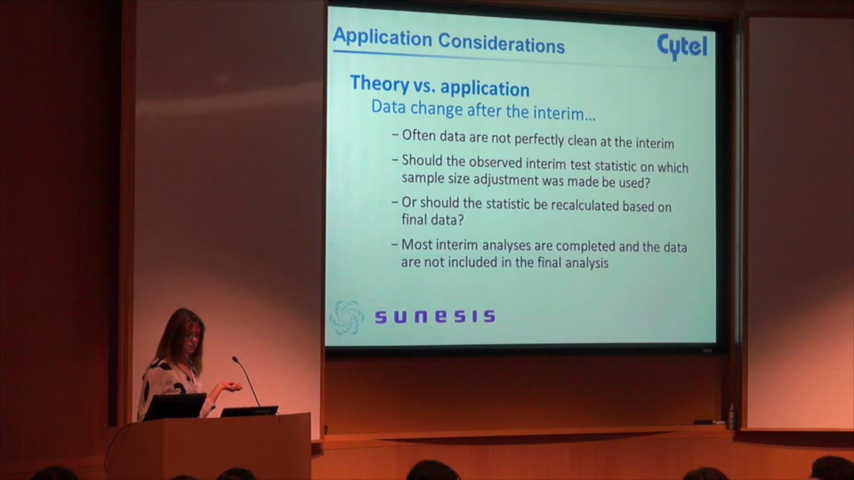 Application Considerations
Cytel
Theory vs. application
Data change after the interim...
– Often data are not perfectly clean at the interim
– Should the observed interim test statistic on which
sample size adjustment was made be used?
– Or should the statistic be recalculated based on
final data?
– Most interim analyses are completed and the data
are not included in the final analysis
sunesis